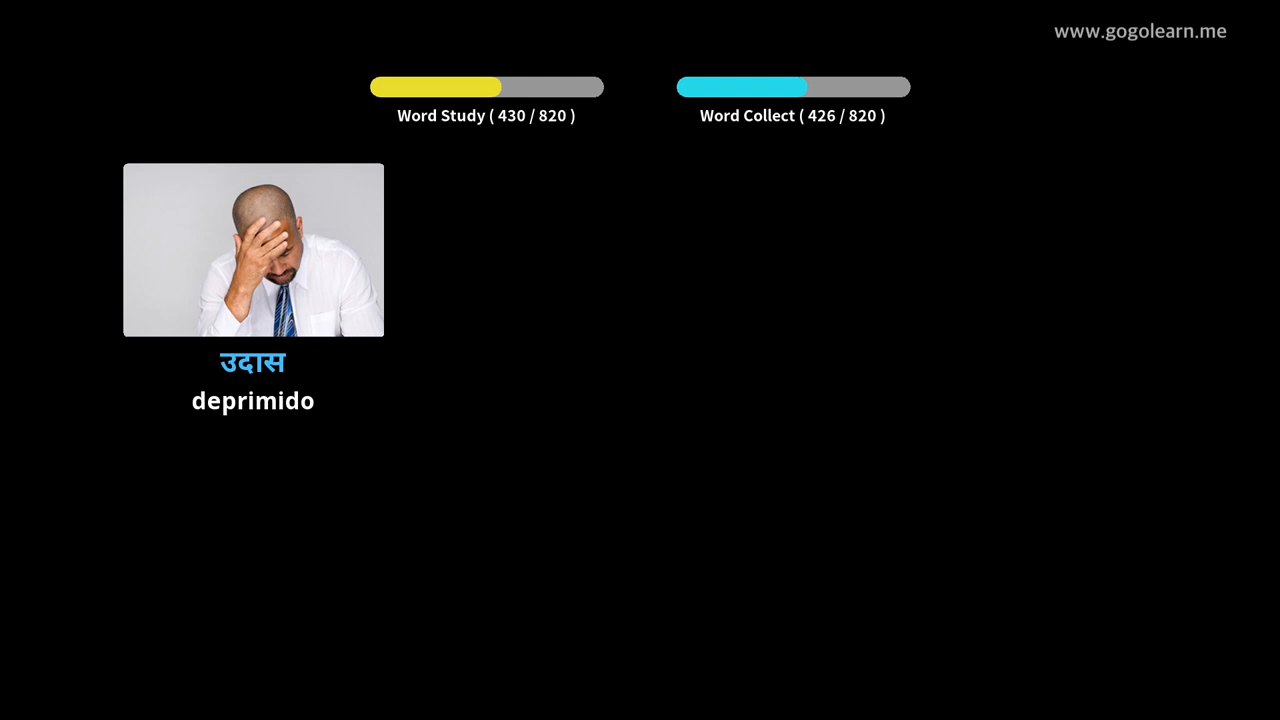 www.gogolearn.me
Word Study ( 430 / 820 )
Word Collect ( 426 / 820 )
उदास
deprimido